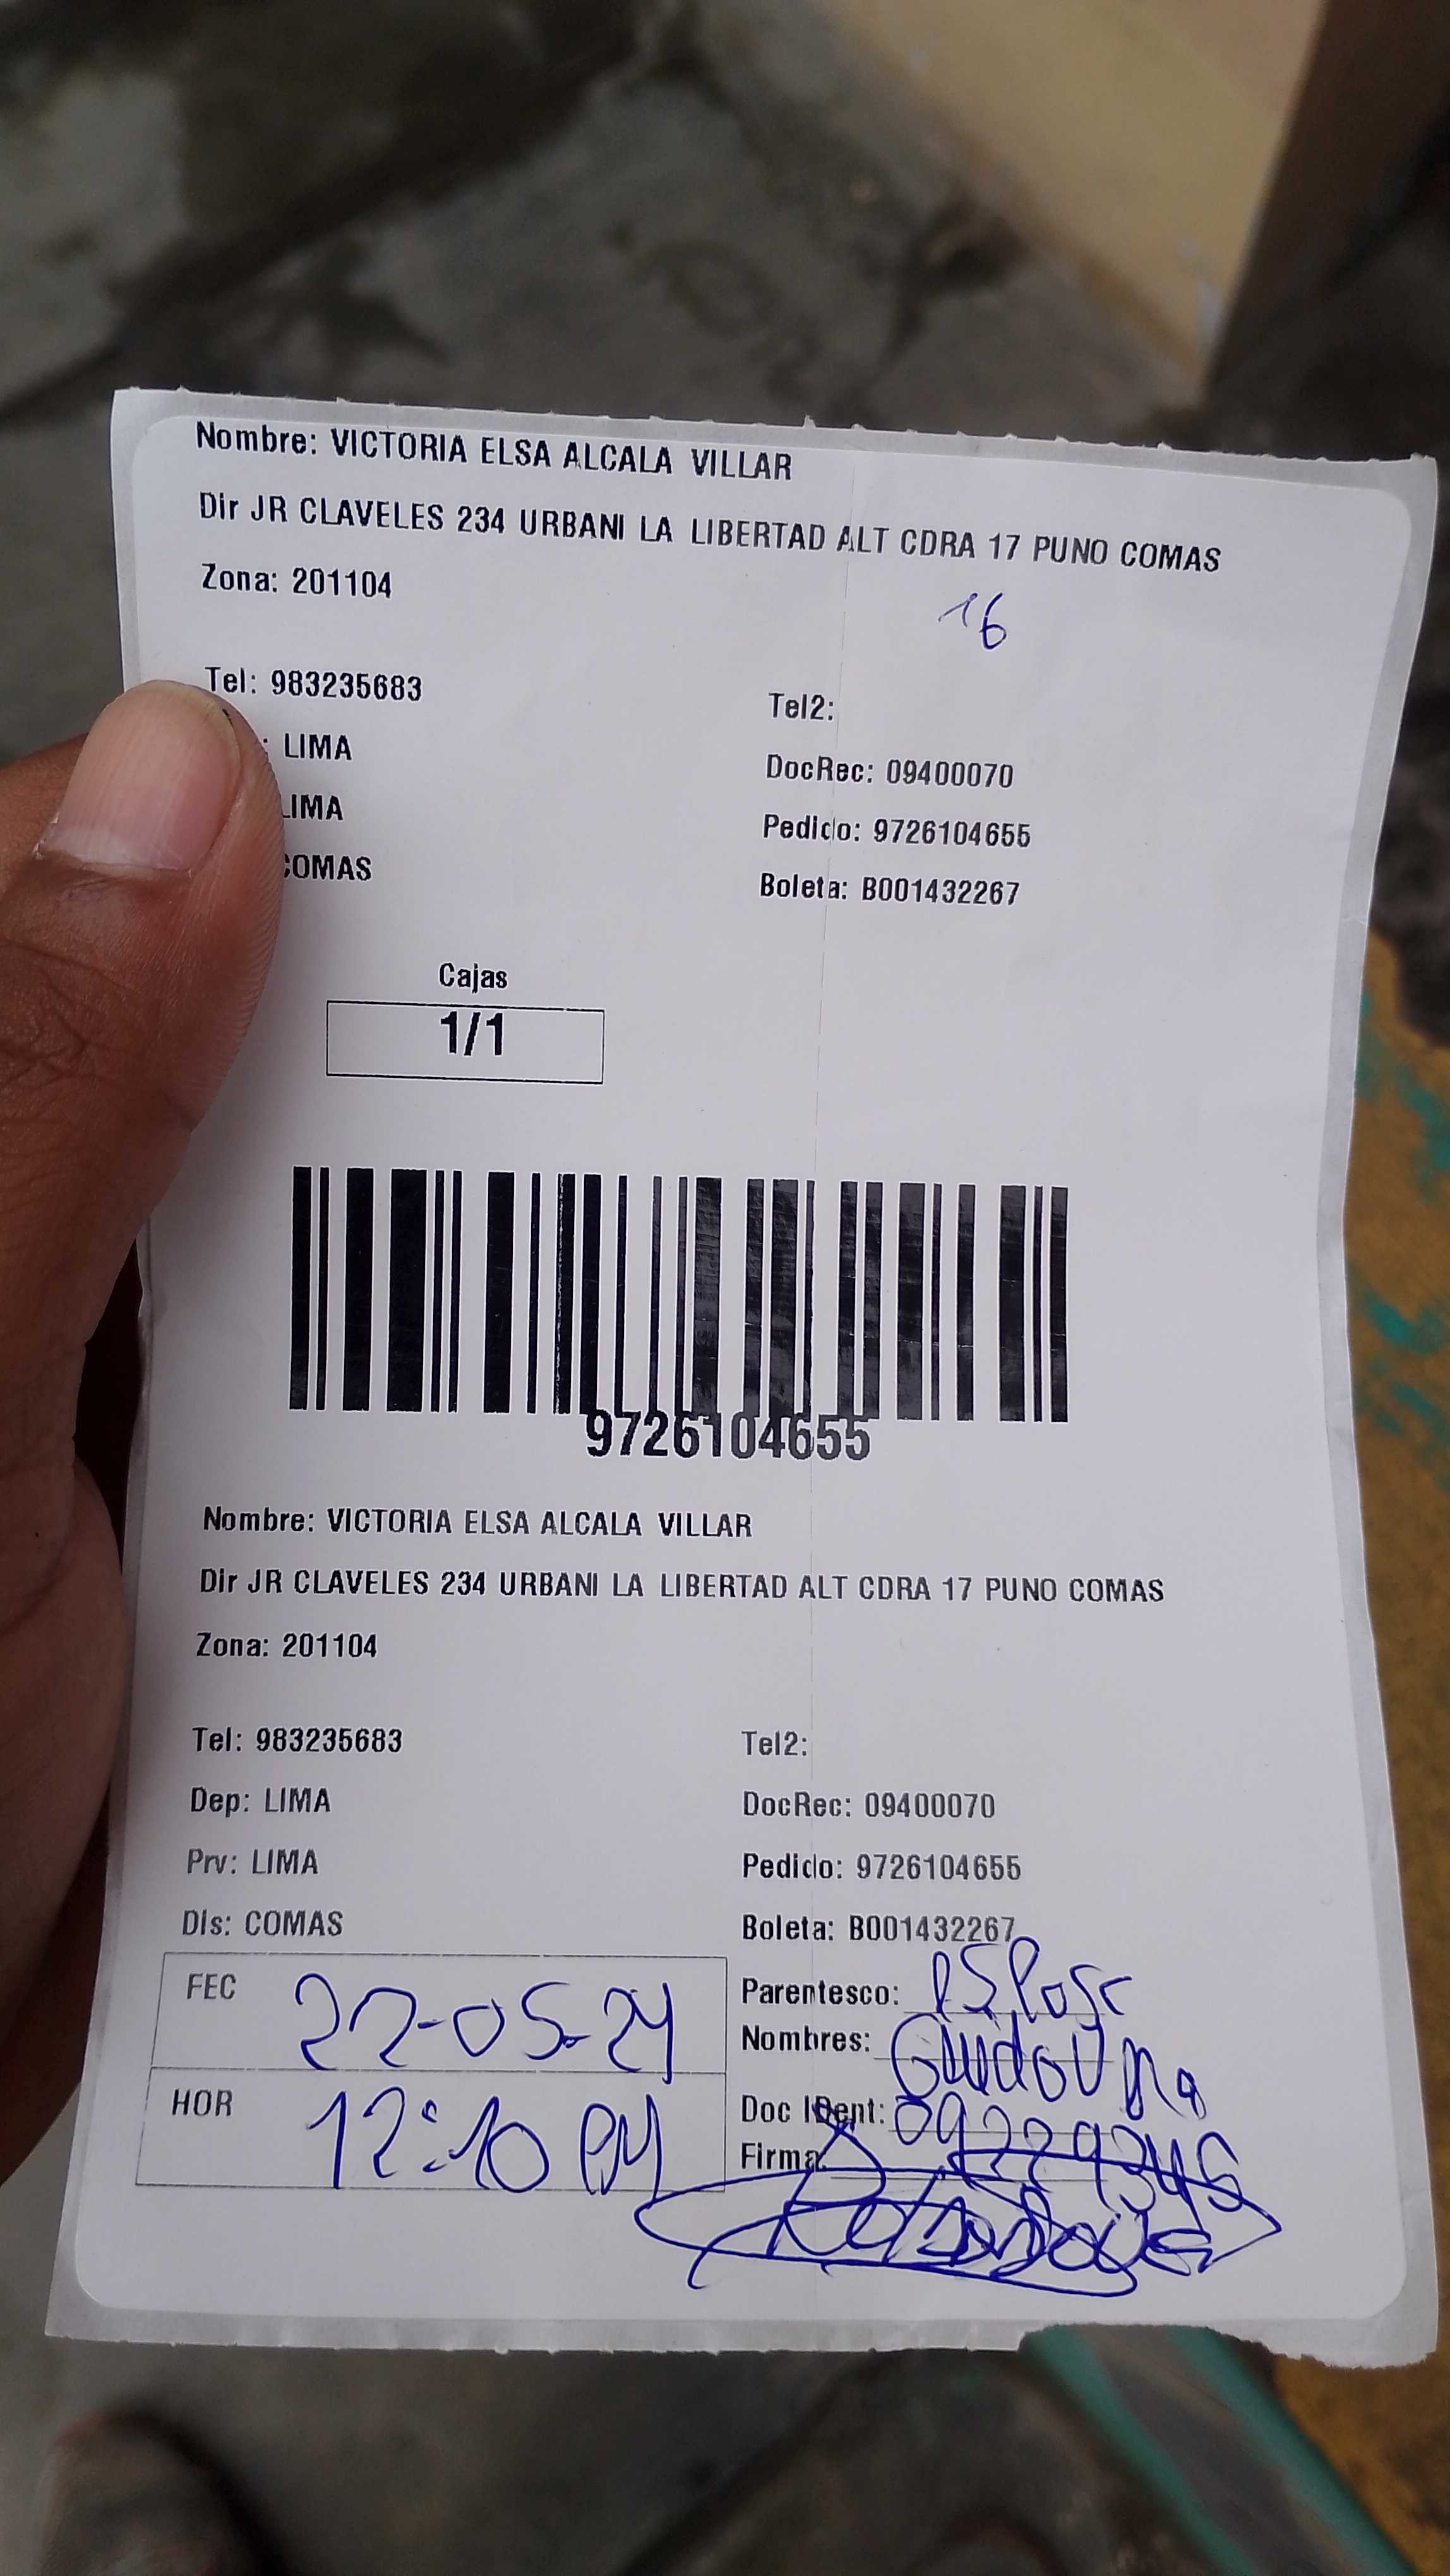 Nombre: VICTORIA ELSA ALCALA VILLAR
Dir JR CLAVELES 234 URBANI LA LIBERTAD ALT CDRA 17 PUNO COMAS
Zona: 201104
16
Tel: 983235683 Tel2:
: LIMA DocRec: 09400070
LIMA Pedido: 9726104655
COMAS Boleta: B001432267
Cajas
1/1
9726104655
Nombre: VICTORIA ELSA ALCALA VILLAR
Dir JR CLAVELES 234 URBANI LA LIBERTAD ALT CDRA 17 PUNO COMAS
Zona: 201104
Tel: 983235683 Tel2:
Dep: LIMA DocRec: 09400070
Prv: LIMA Pedido: 9726104655
Dis: COMAS Boleta: B001432267
FEC 22-05-24 Parentesco: esposo
Nombres:
HOR 12:10 PM Doc IDent:
Firma: